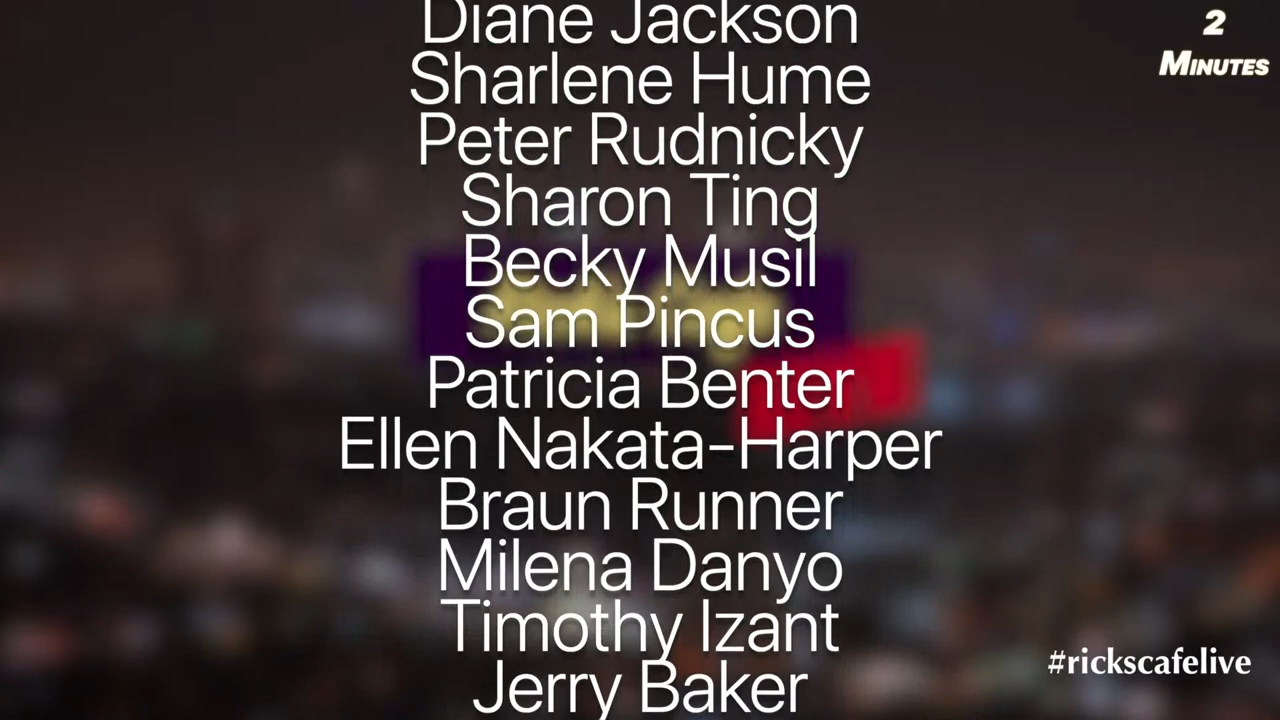 Diane Jackson
Sharlene Hume
Peter Rudnicky
Sharon Ting
Becky Musil
Sam Pincus
Patricia Benter
Ellen Nakata-Harper
Braun Runner
Milena Danyo
Timothy Izant
Jerry Baker
2
Minutes
#rickscafelive